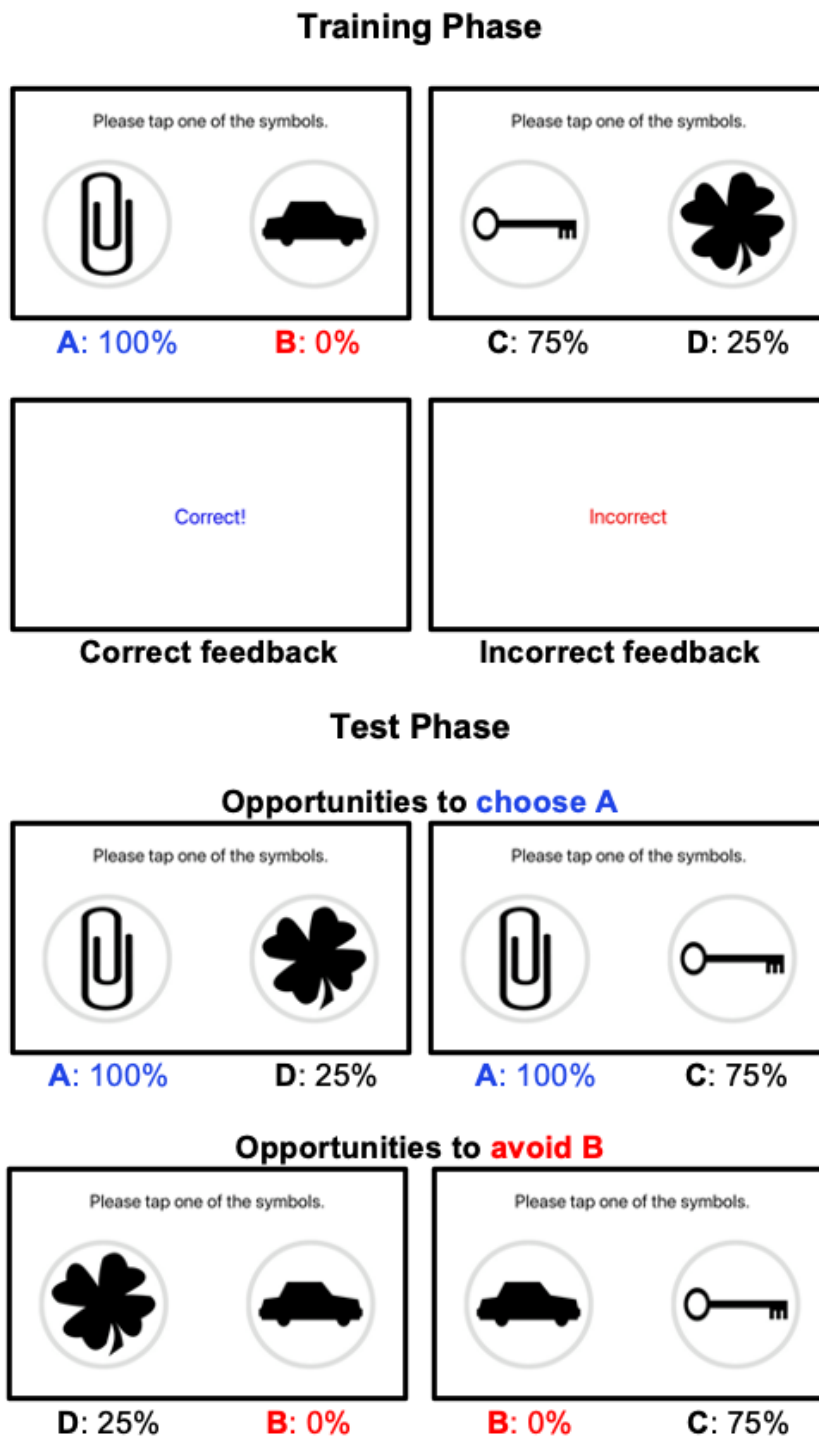 Training Phase
Please tap one of the symbols. Please tap one of the symbols.
A: 100% B: 0% C: 75% D: 25%
Correct! Incorrect
Correct feedback Incorrect feedback
Test Phase
Opportunities to choose A
Please tap one of the symbols. Please tap one of the symbols.
A: 100% D: 25% A: 100% C: 75%
Opportunities to avoid B
Please tap one of the symbols. Please tap one of the symbols.
D: 25% B: 0% B: 0% C: 75%